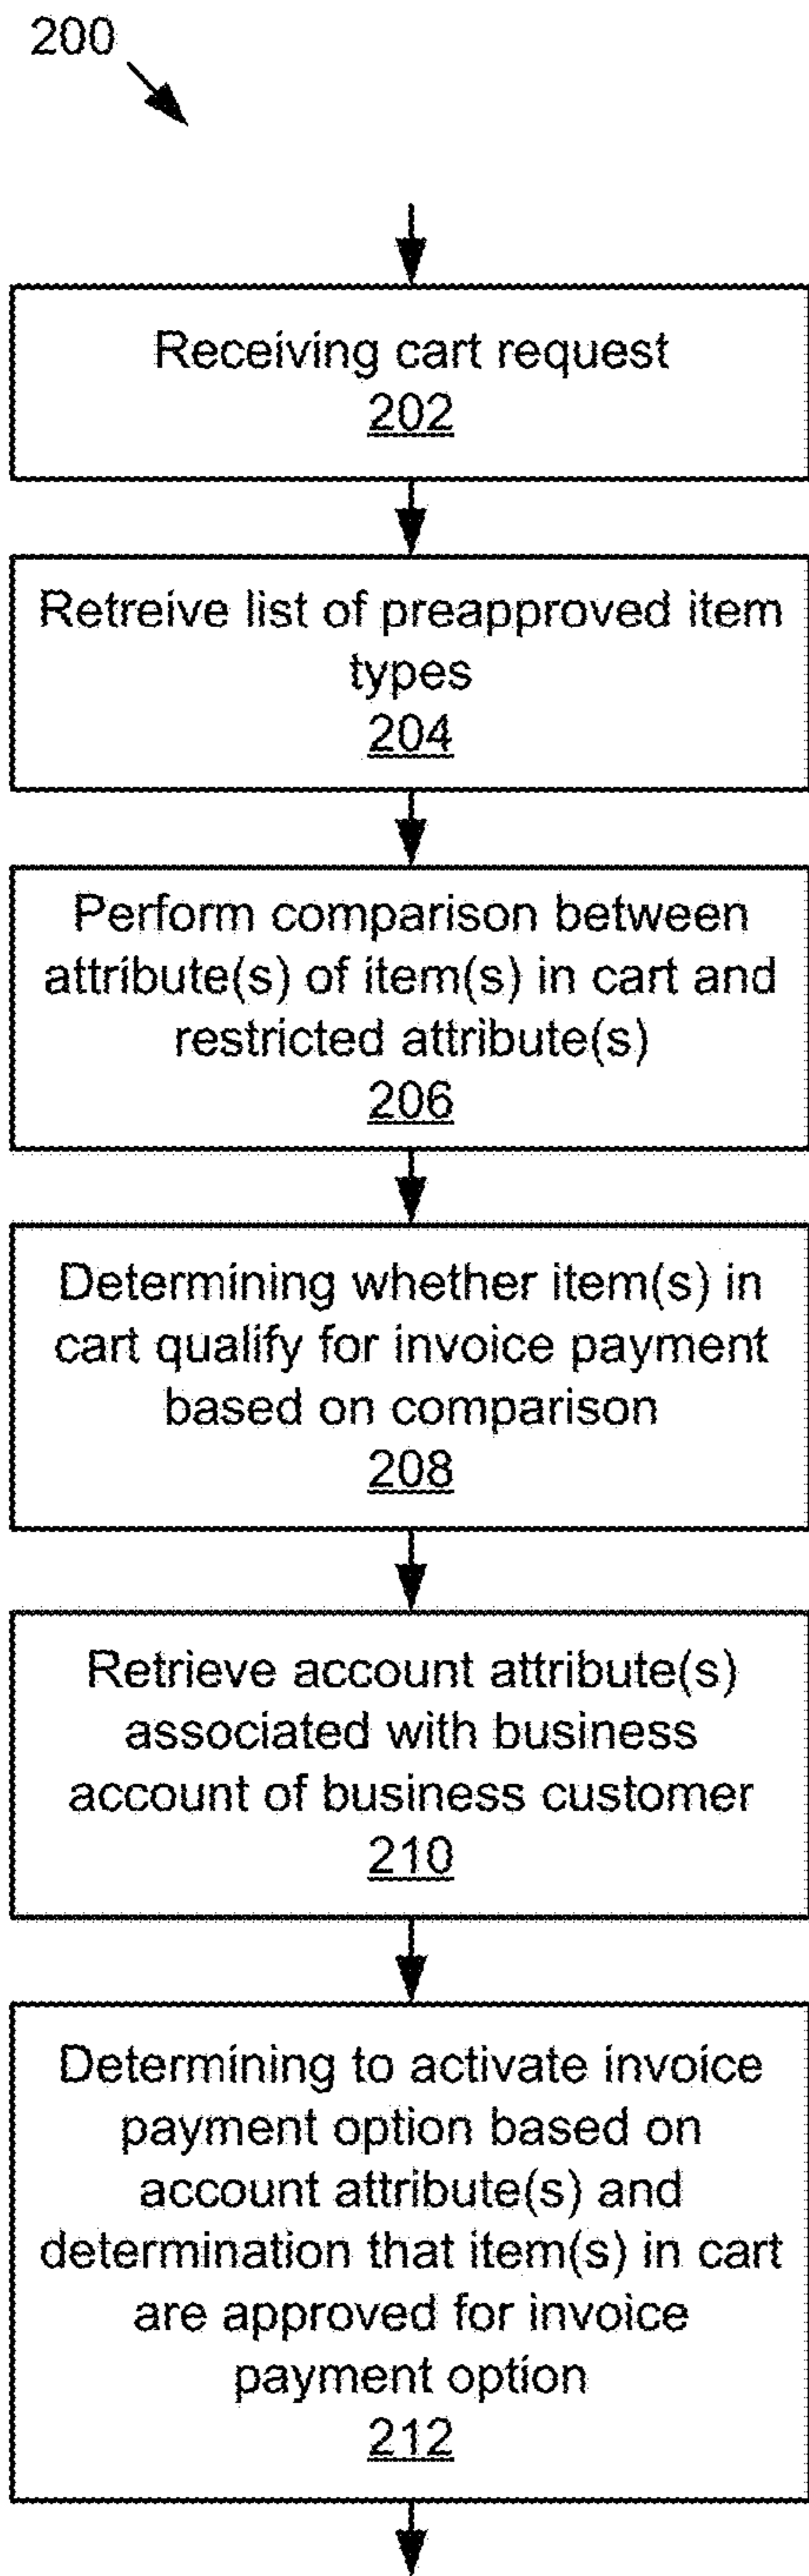 200
Receiving cart request
202
Retreive list of preapproved item
types
204
Perform comparison between
attribute(s) of item(s) in cart and
restricted attribute(s)
206
Determining whether item(s) in
cart qualify for invoice payment
based on comparison
208
Retrieve account attribute(s)
associated with business
account of business customer
210
Determining to activate invoice
payment option based on
account attribute(s) and
determination that item(s) in cart
are approved for invoice
payment option
212